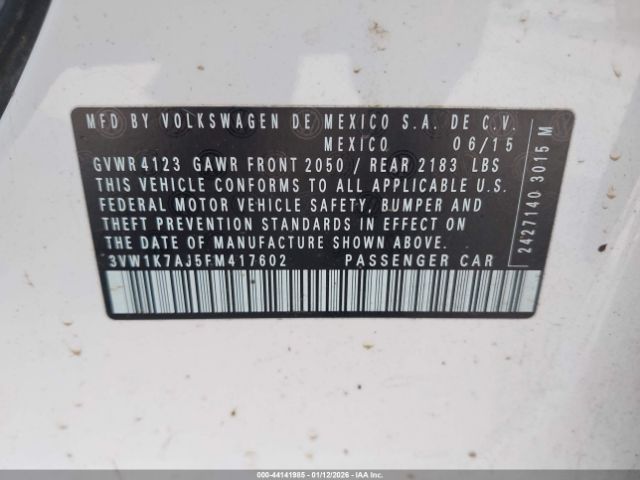 MFD BY VOLKSWAGEN DE MEXICO S.A. DE C.V.
MEXICO 06/15
GVWR 4123 GAWR FRONT 2050 / REAR 2183 LBS
THIS VEHICLE CONFORMS TO ALL APPLICABLE U.S.
FEDERAL MOTOR VEHICLE SAFETY, BUMPER AND
THEFT PREVENTION STANDARDS IN EFFECT ON
THE DATE OF MANUFACTURE SHOWN ABOVE.
3VW1K7AJ5FM417602 PASSENGER CAR
2427140 3015 M
000-44141985 - 01/12/2026 - IAA Inc.